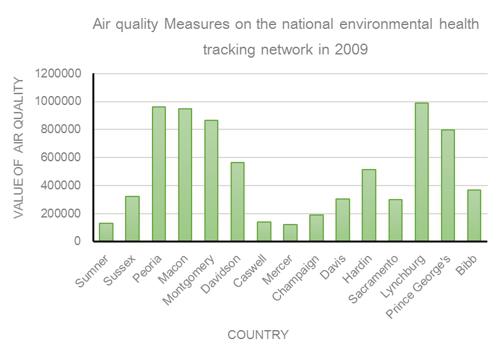 Air quality Measures on the national environmental health
tracking network in 2009
VALUE OF AIR QUALITY
1200000
1000000
800000
600000
400000
200000
0
Sumner
Sussex
Peoria
Macon
Montgomery
Davidson
Caswell
Mercer
Champaign
Davis
Hardin
Sacramento
Lynchburg
Prince George's
Bibb
COUNTRY